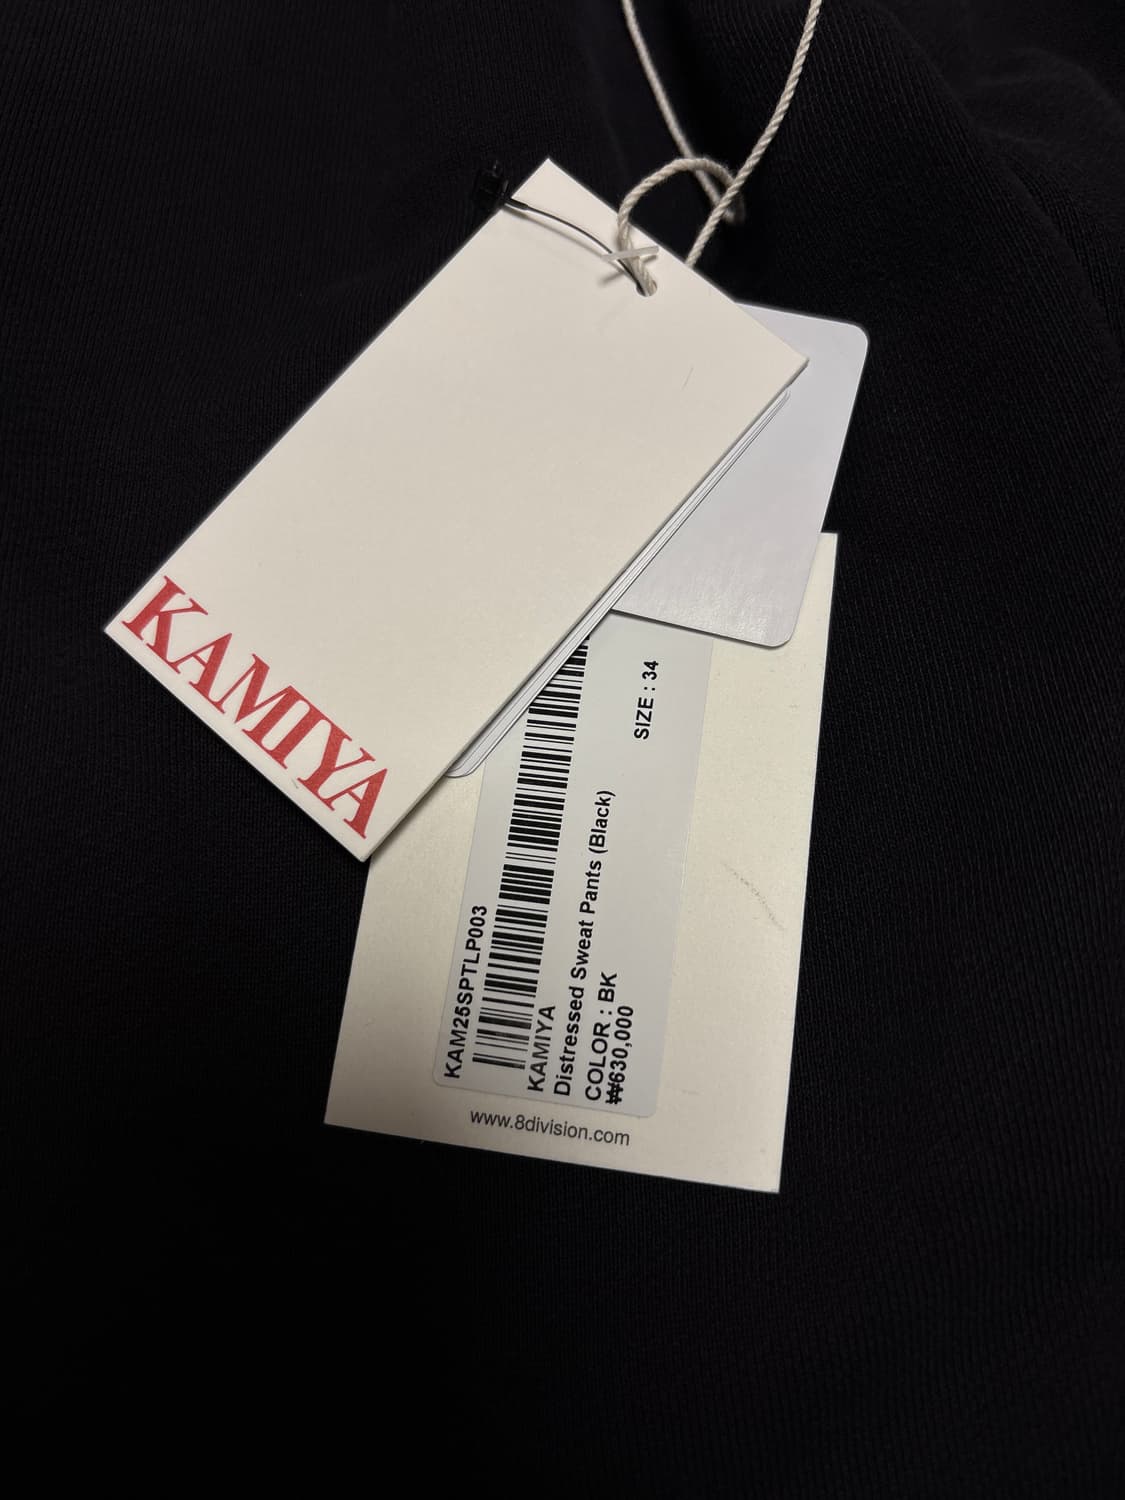 KAMIYA
KAM25SPTLP003
KAMIYA
Distressed Sweat Pants (Black)
COLOR : BK
SIZE : 34
₩630,000
www.8division.com